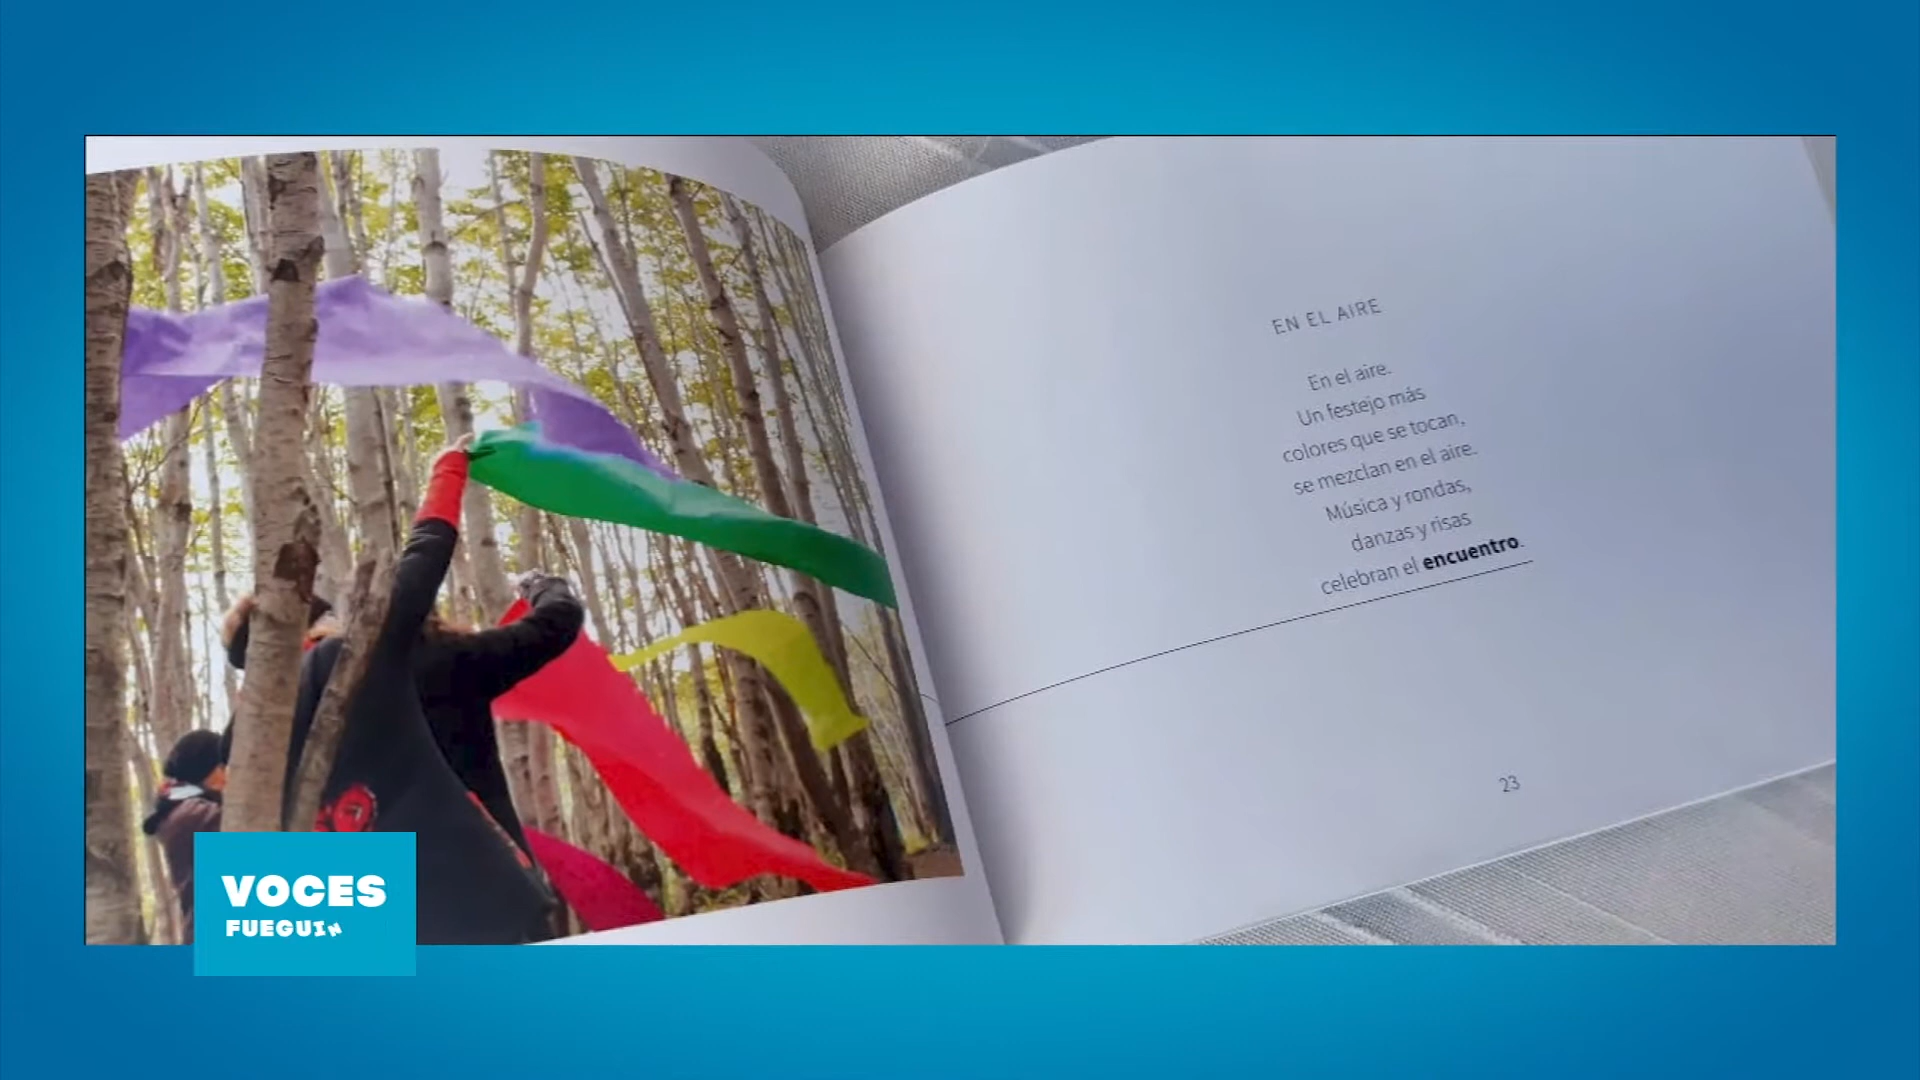 EN EL AIRE
En el aire.
Un festejo más
colores que se tocan,
se mezclan en el aire.
Música y rondas,
danzas y risas
celebran el encuentro.
23
VOCES
FUEGUIN